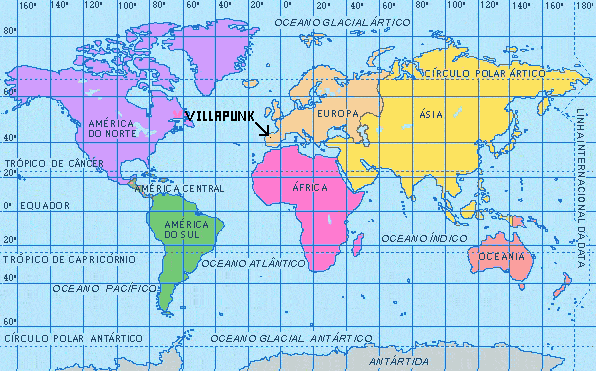 160° 140° 120° 100° 80° 60° 40° 20° 0° 20° 40° 60° 80° 100° 120° 140° 160° 180°
OCEANO GLACIAL ÁRTICO
80°
CÍRCULO POLAR ÁRTICO
60°
VILLAPUNK
EUROPA
ÁSIA
AMÉRICA
DO NORTE
40°
TRÓPICO DE CÂNCER
20°
AMÉRICA CENTRAL
ÁFRICA
0°
EQUADOR
AMÉRICA
DO SUL
LINHA INTERNACIONAL DA DATA
20°
OCEANO ÍNDICO
TRÓPICO DE CAPRICÓRNIO
OCEANO ATLÂNTICO
OCEANIA
40°
OCEANO PACÍFICO
60°
CÍRCULO POLAR ANTÁRTICO
OCEANO GLACIAL ANTÁRTICO
ANTÁRTIDA